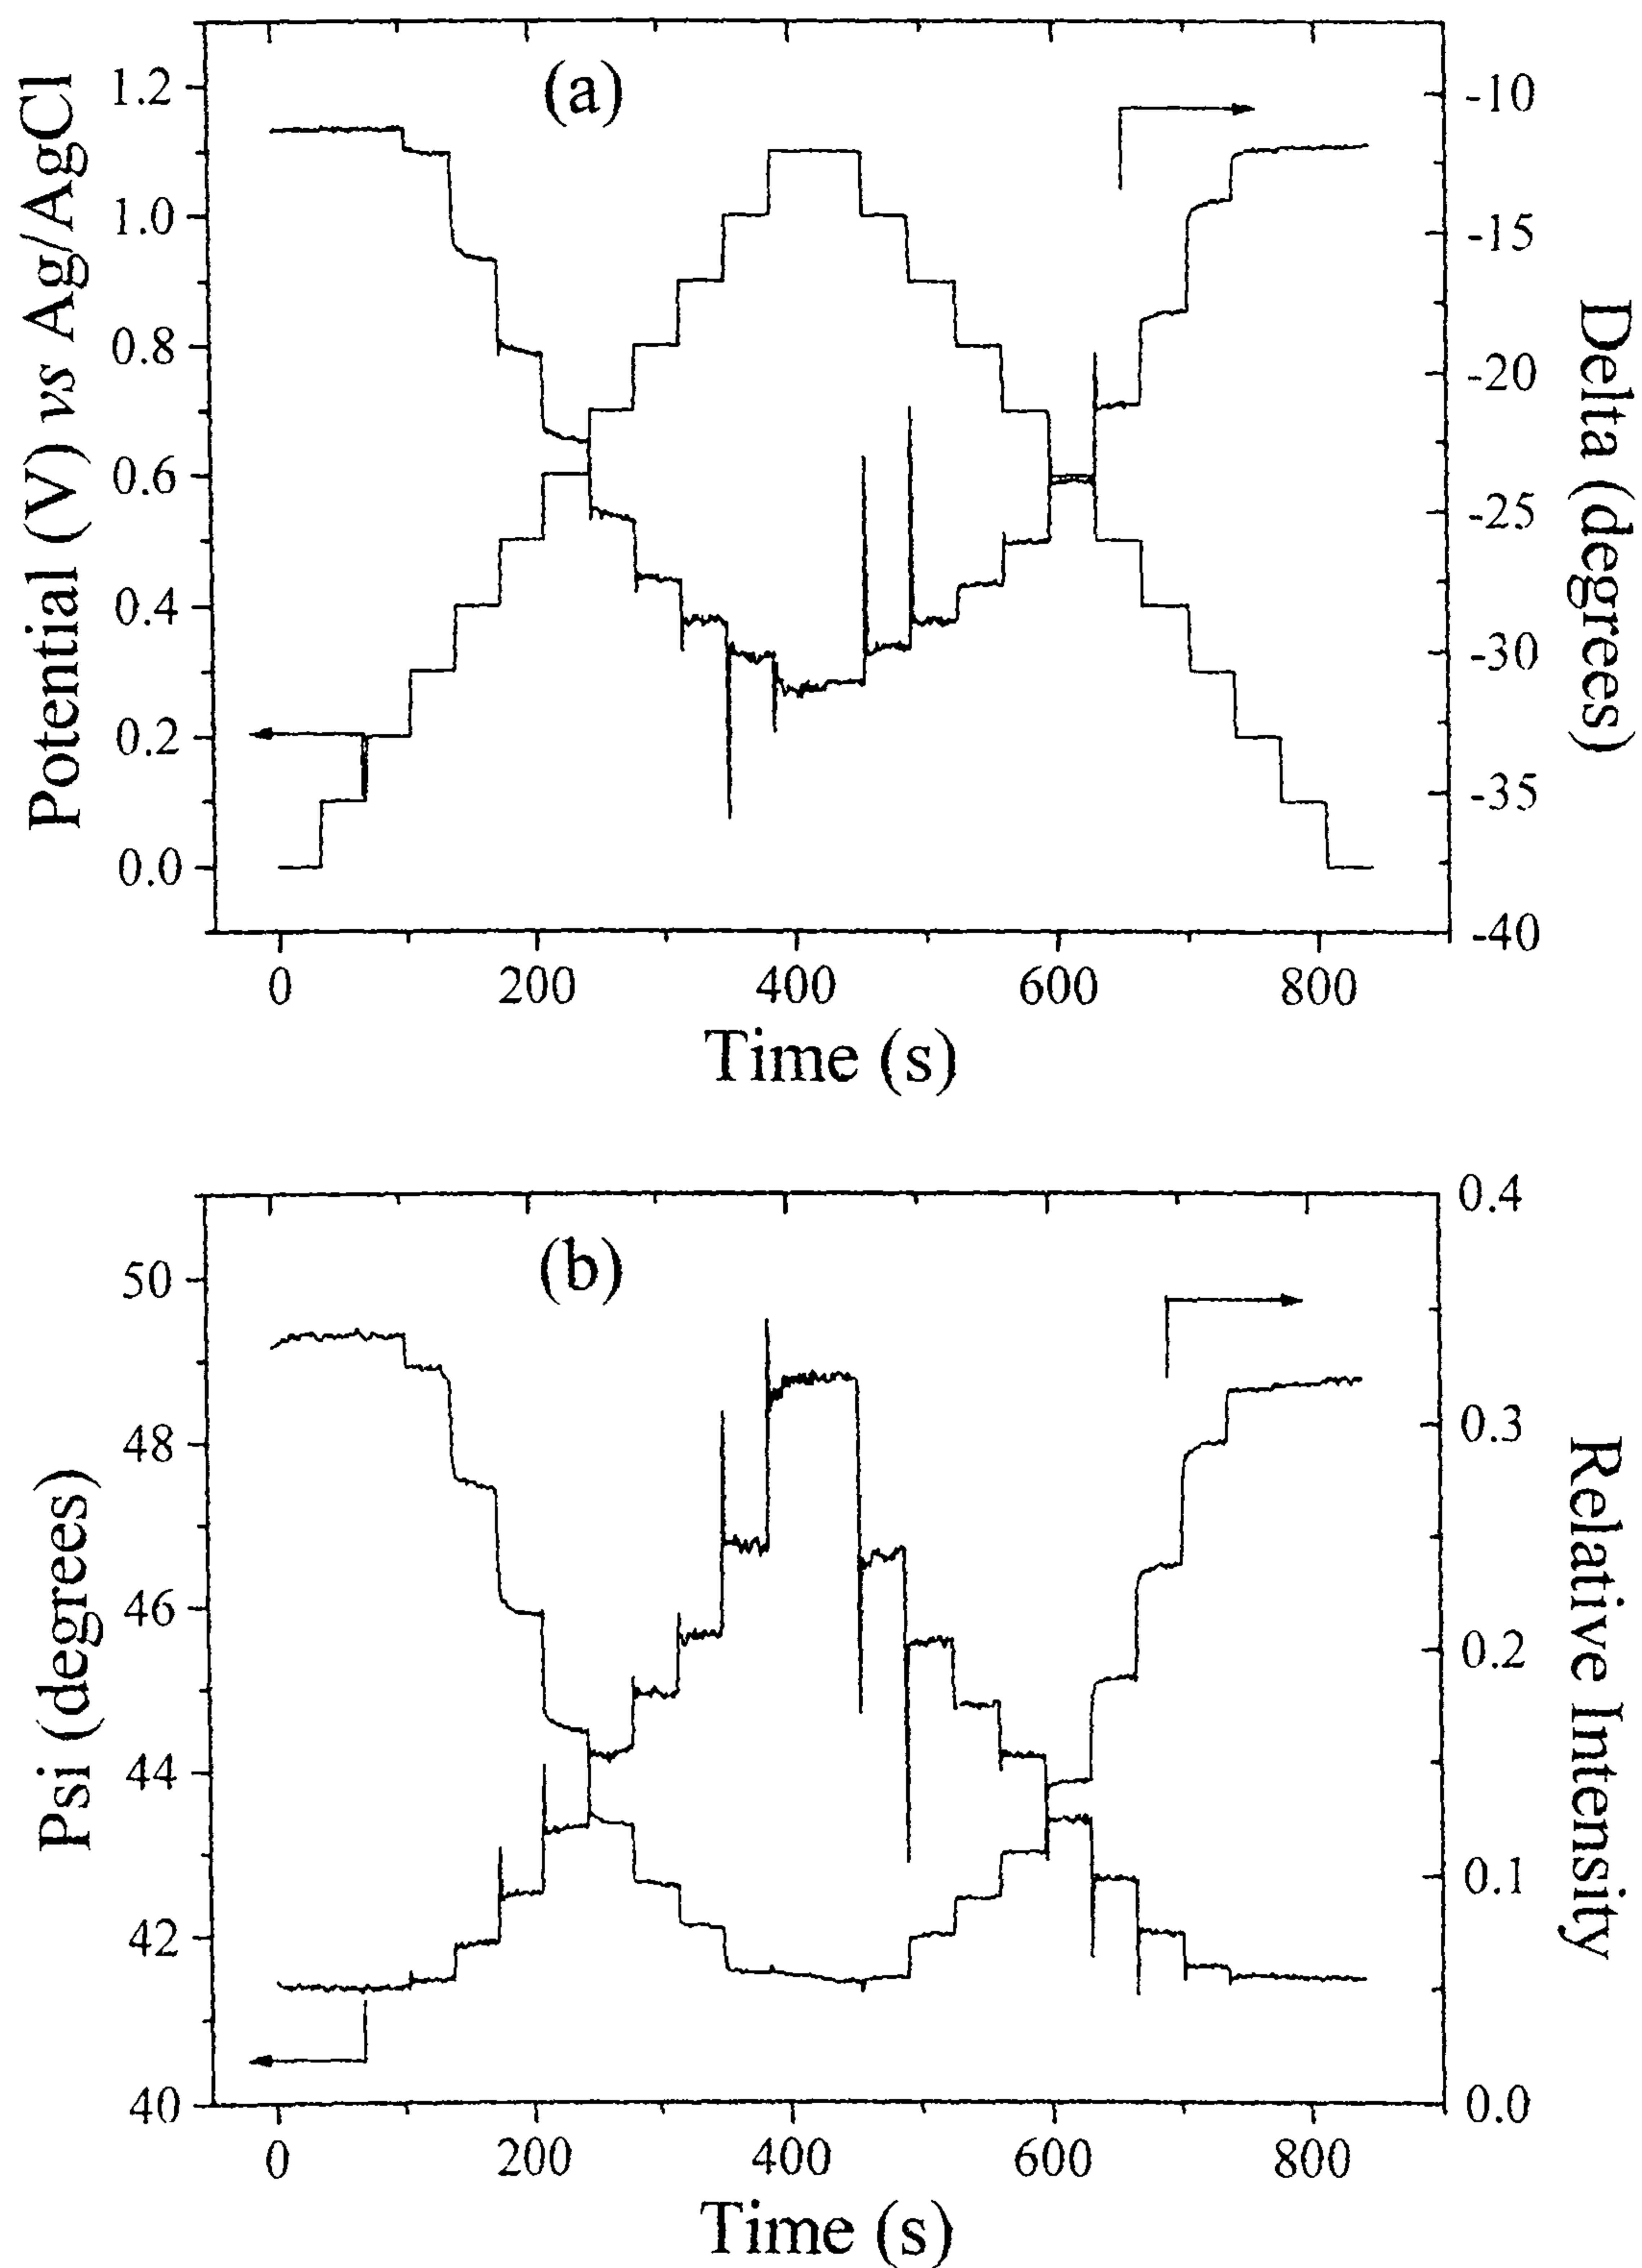 (a)
1.2
1.0
0.8
0.6
0.4
0.2
0.0
Potential (V) vs Ag/AgCl
-10
-15
-20
-25
-30
-35
-40
Delta (degrees)
0 200 400 600 800
Time (s)
(b)
50
48
46
44
42
40
Psi (degrees)
0.4
0.3
0.2
0.1
0.0
Relative Intensity
0 200 400 600 800
Time (s)